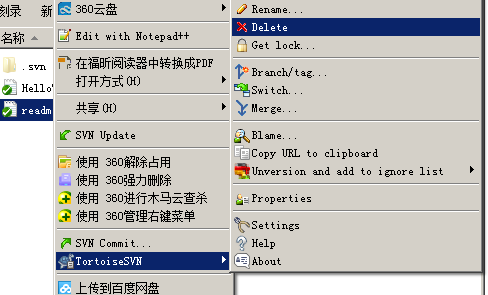 刻录
新
名称
.svn
Hello
readm
360云盘
Edit with Notepad++
在福昕阅读器中转换成PDF
打开方式(H)
共享(H)
SVN Update
使用 360解除占用
使用 360强力删除
使用 360进行木马云查杀
使用 360管理右键菜单
SVN Commit...
TortoiseSVN
上传到百度网盘
Rename...
Delete
Get lock...
Branch/tag...
Switch...
Merge...
Blame...
Copy URL to clipboard
Unversion and add to ignore list
Properties
Settings
Help
About